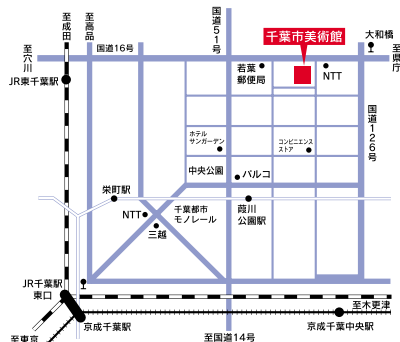 至成田
至高品
国道51号
千葉市美術館
大和橋
国道16号
至穴川
至県庁
若葉
郵便局
NTT
JR東千葉駅
国道126号
ホテル
サンガーデン
コンビニエンス
ストア
中央公園
パルコ
栄町駅
NTT
千葉都市
モノレール
葭川
公園駅
三越
JR千葉駅
東口
至木更津
京成千葉駅
京成千葉中央駅
至東京
至国道14号